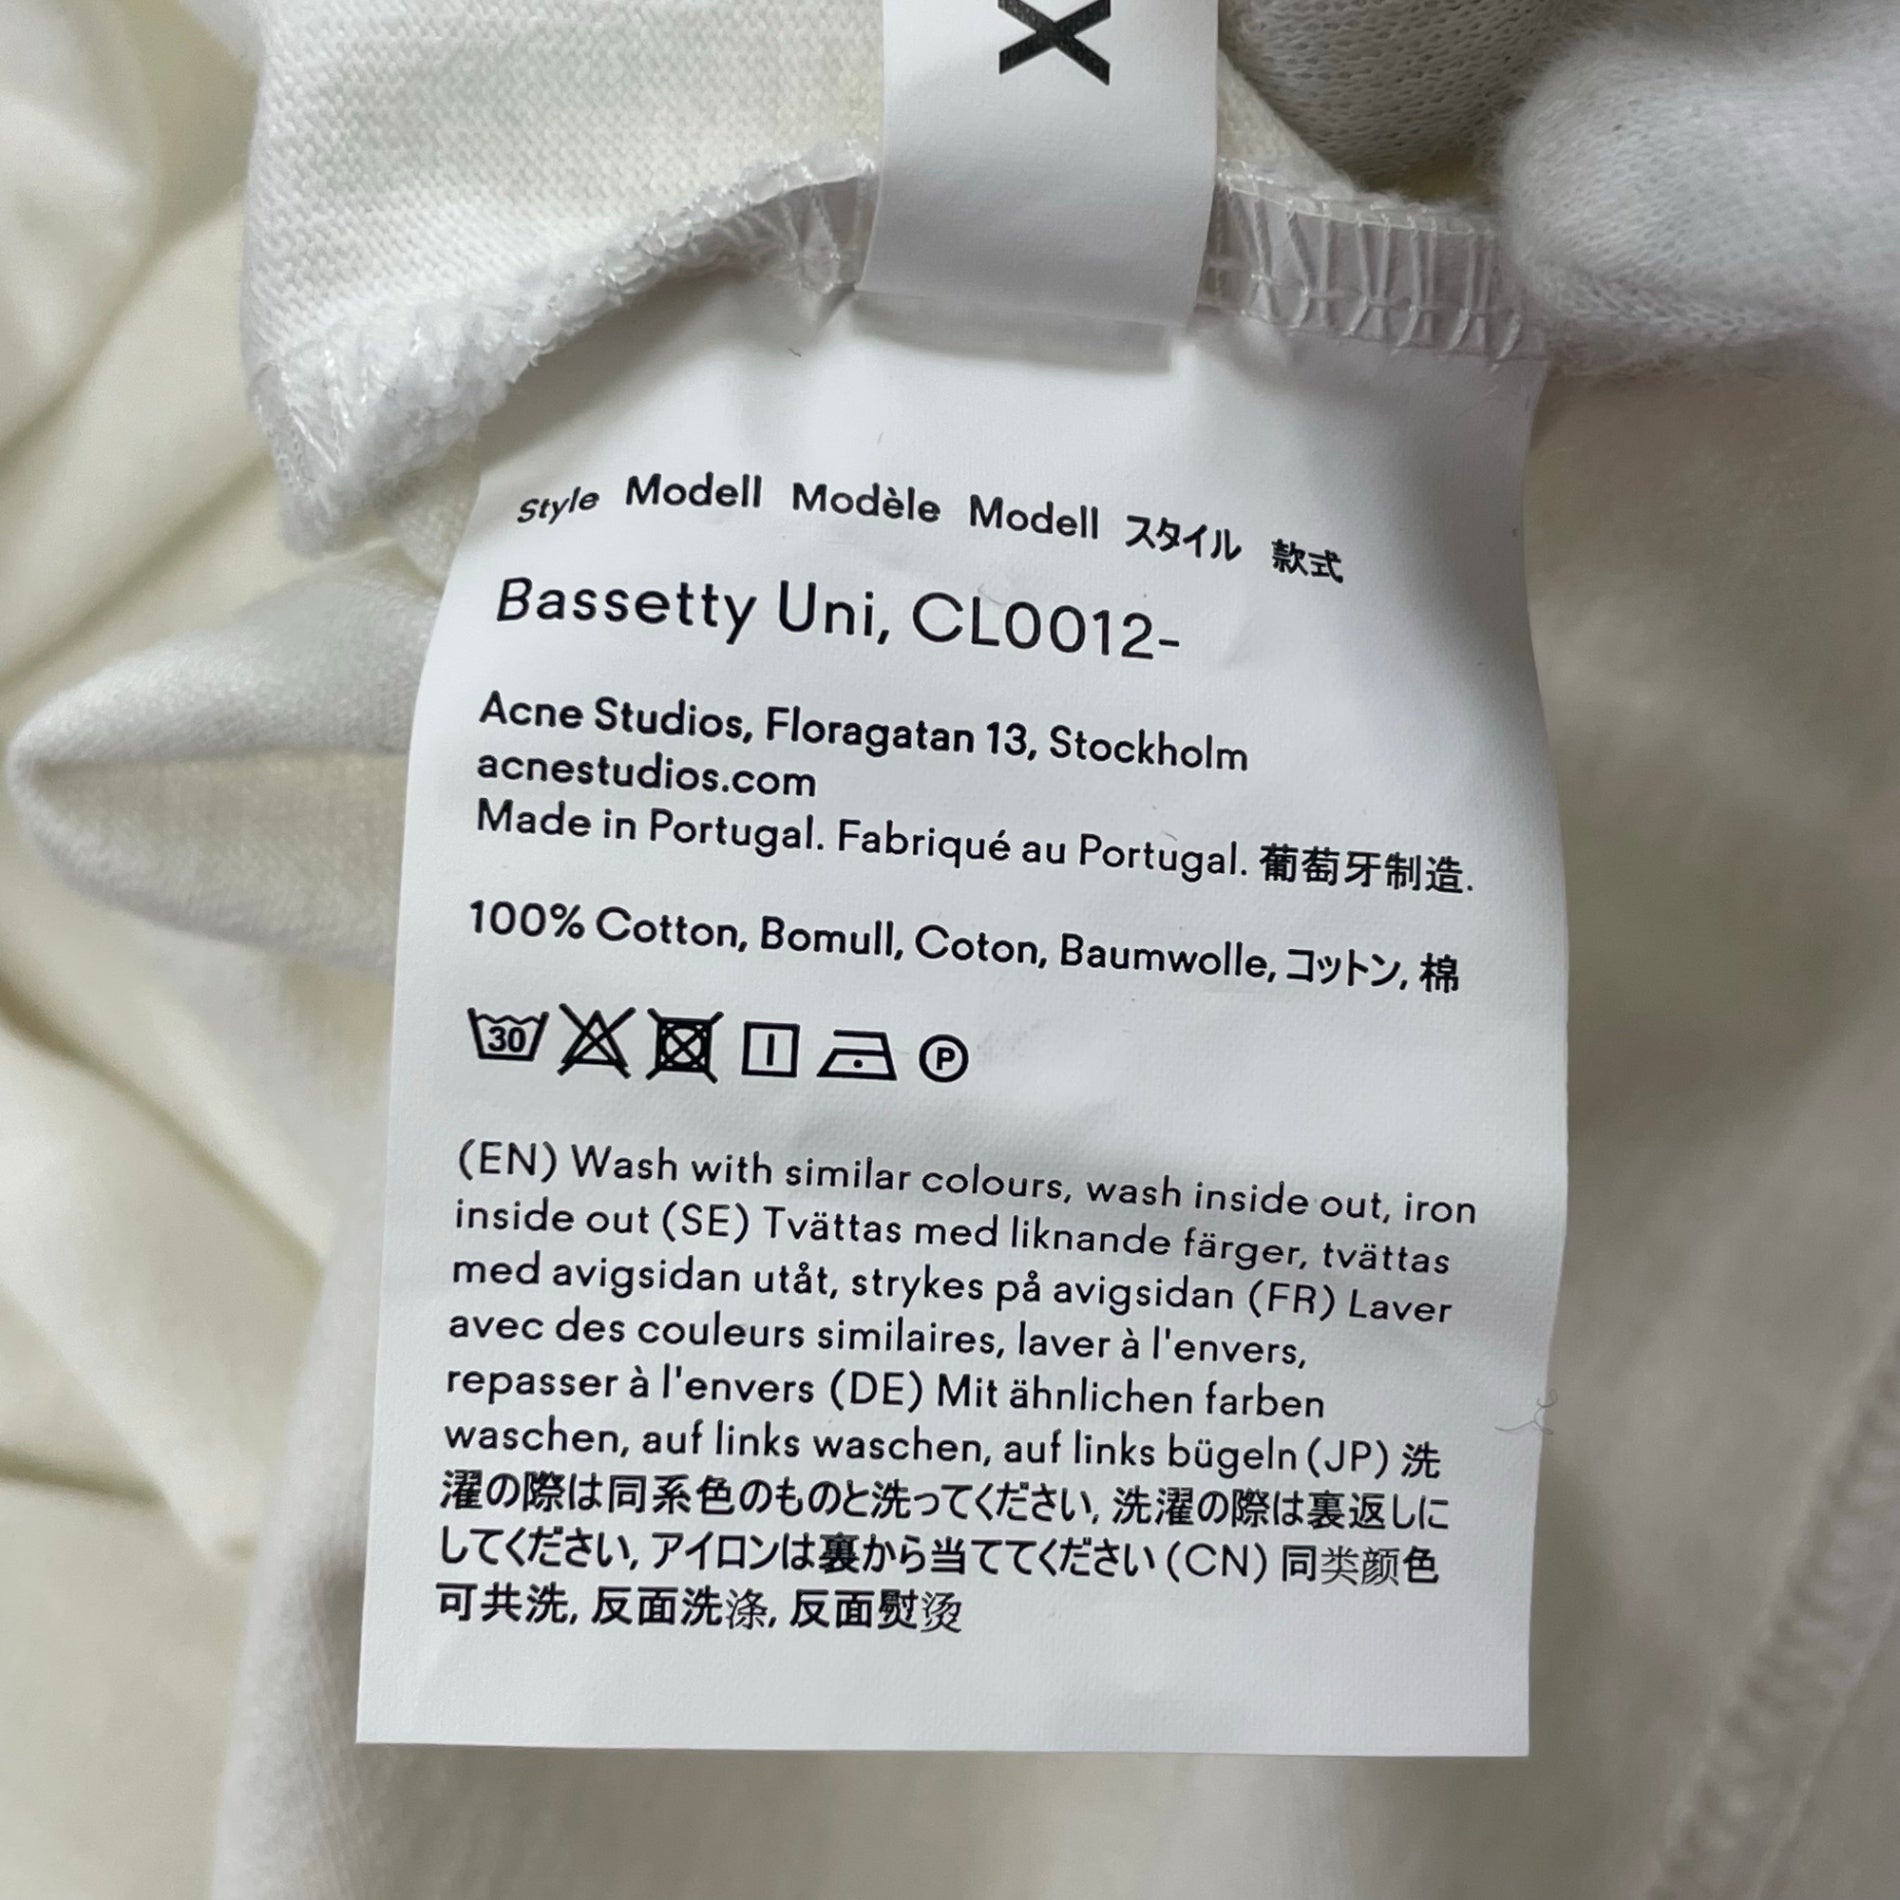 X
Style Modell Modèle Modell スタイル 款式
Bassetty Uni, CL0012-
Acne Studios, Floragatan 13, Stockholm
acnestudios.com
Made in Portugal. Fabriqué au Portugal. 葡萄牙制造.
100% Cotton, Bomull, Coton, Baumwolle, コットン, 棉
30 P
(EN) Wash with similar colours, wash inside out, iron
inside out (SE) Tvättas med liknande färger, tvättas
med avigsidan utåt, strykes på avigsidan (FR) Laver
avec des couleurs similaires, laver à l'envers,
repasser à l'envers (DE) Mit ähnlichen farben
waschen, auf links waschen, auf links bügeln (JP) 洗
濯の際は同系色のものと洗ってください, 洗濯の際は裏返しに
してください, アイロンは裏から当ててください (CN) 同类颜色
可共洗, 反面洗涤, 反面熨烫